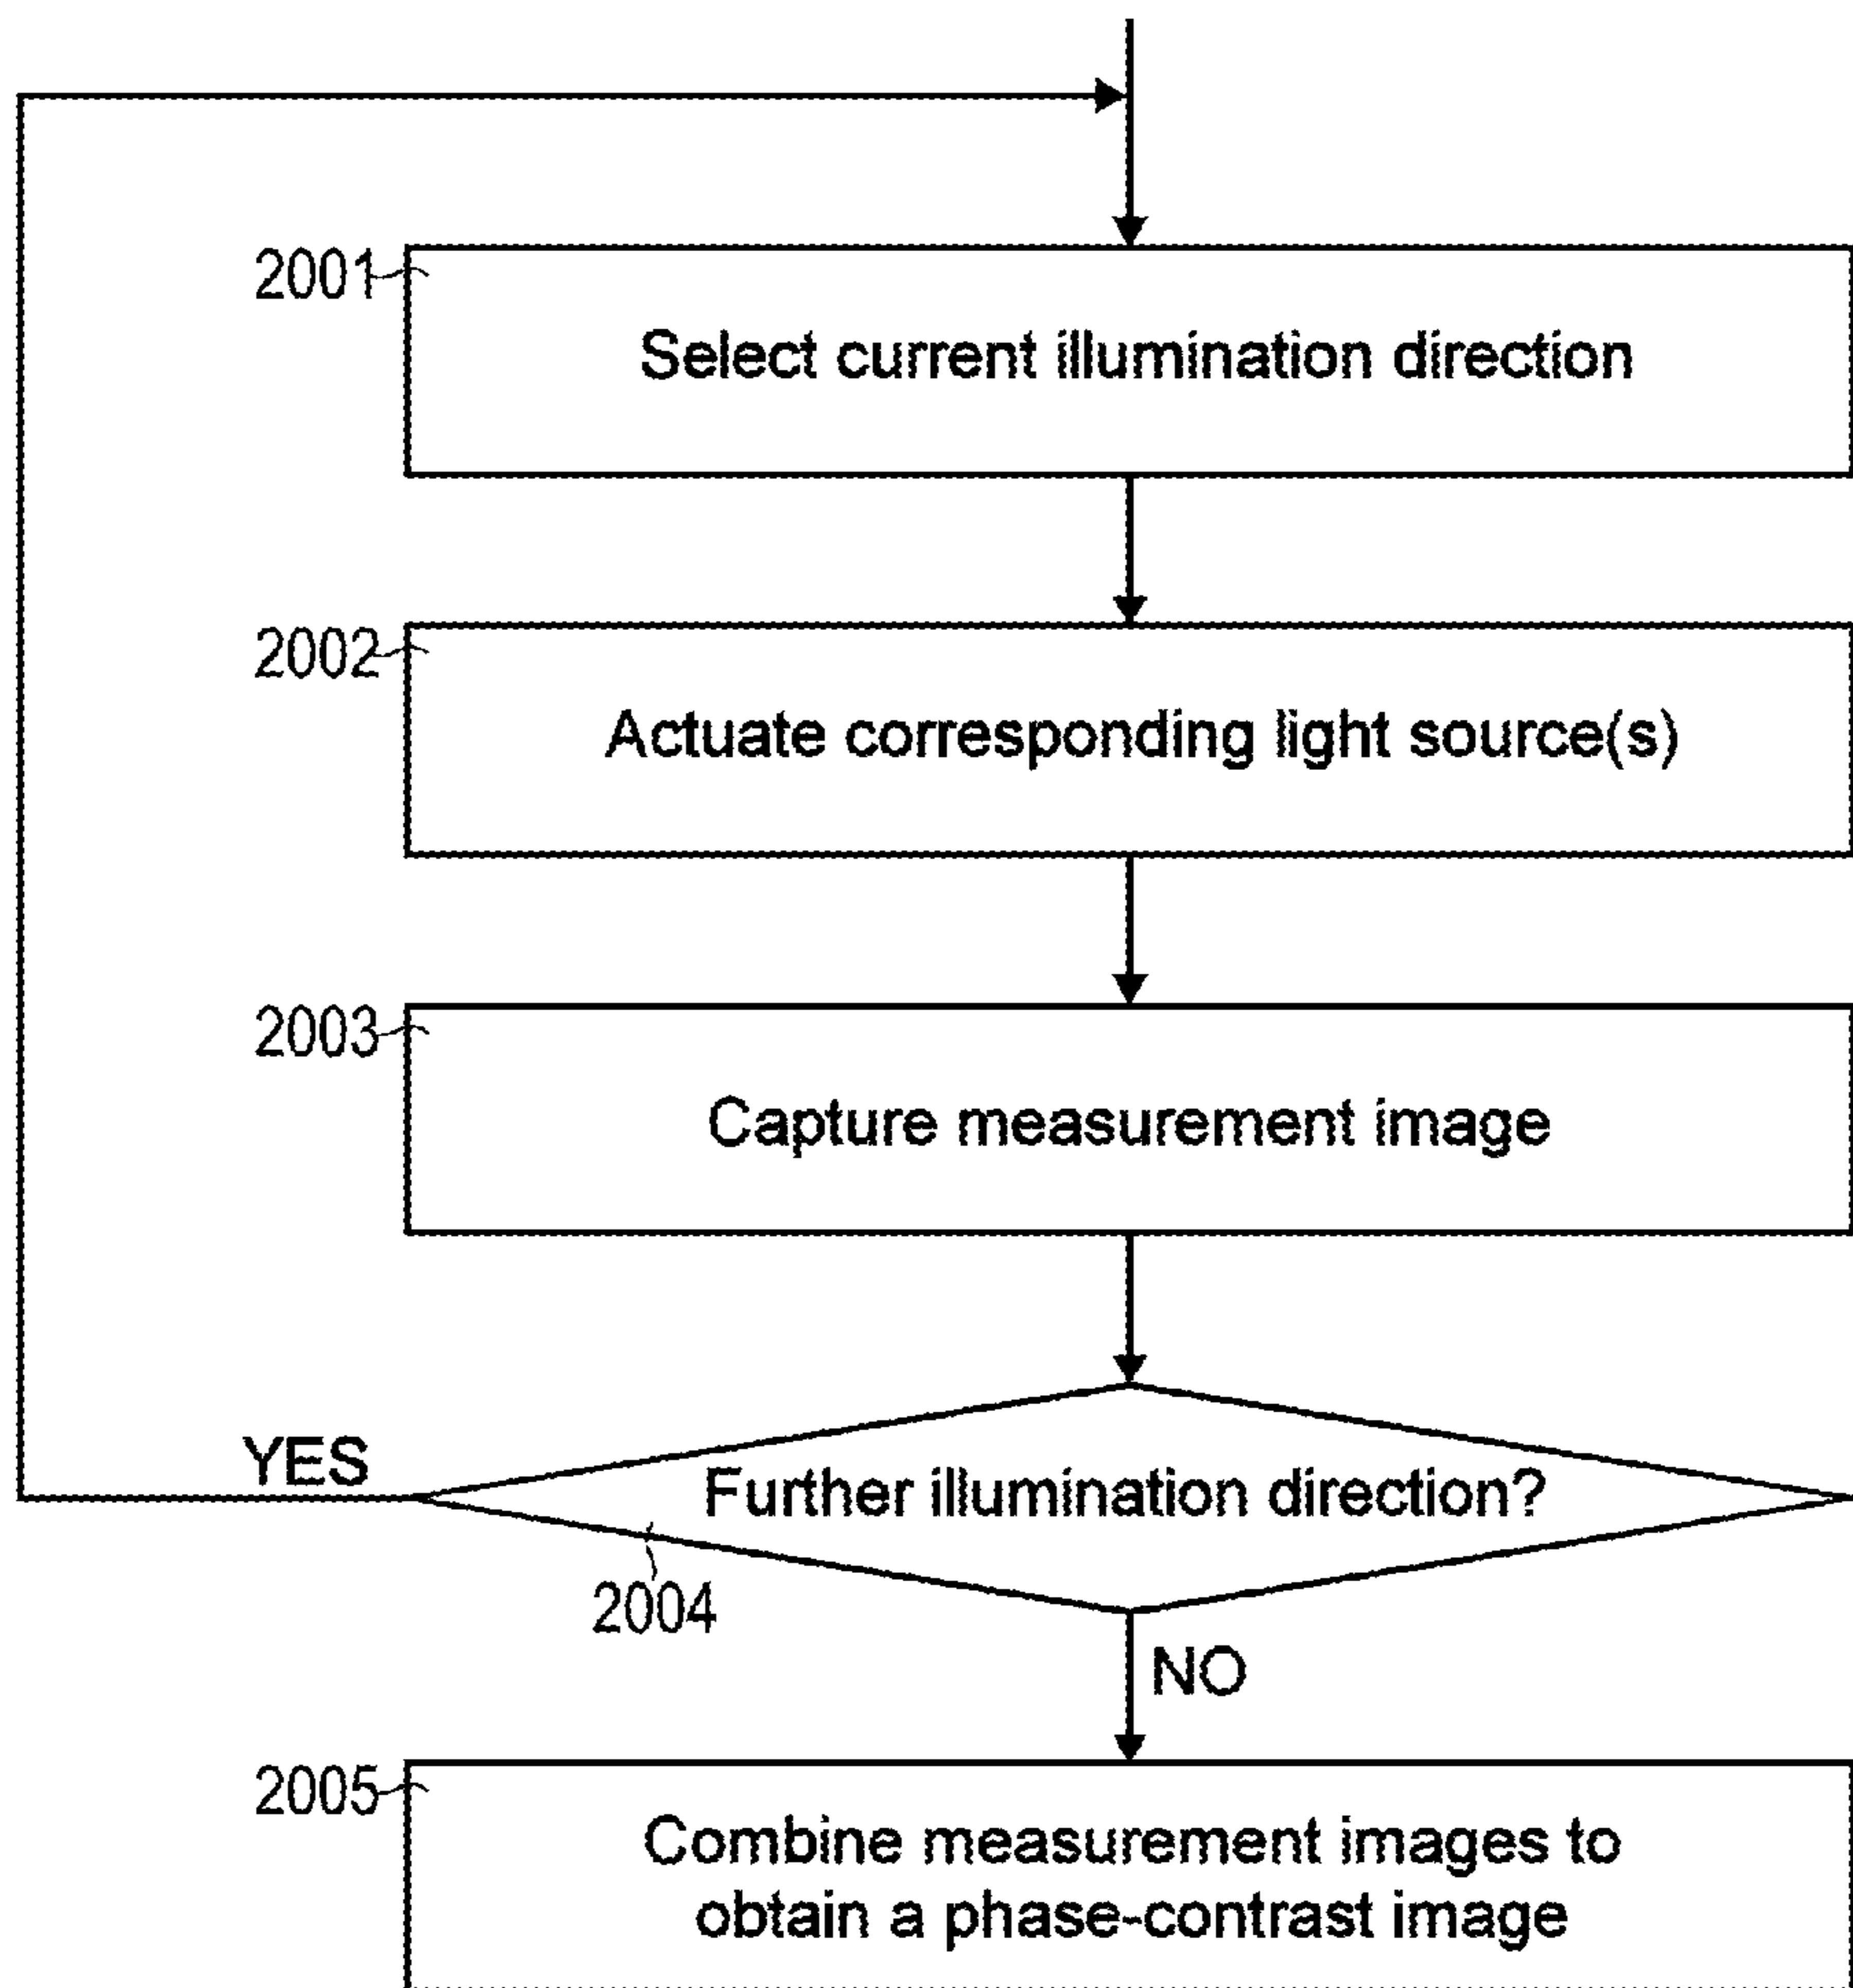 2001
Select current illumination direction
2002
Actuate corresponding light source(s)
2003
Capture measurement image
YES
Further illumination direction?
2004
NO
2005
Combine measurement images to
obtain a phase-contrast image